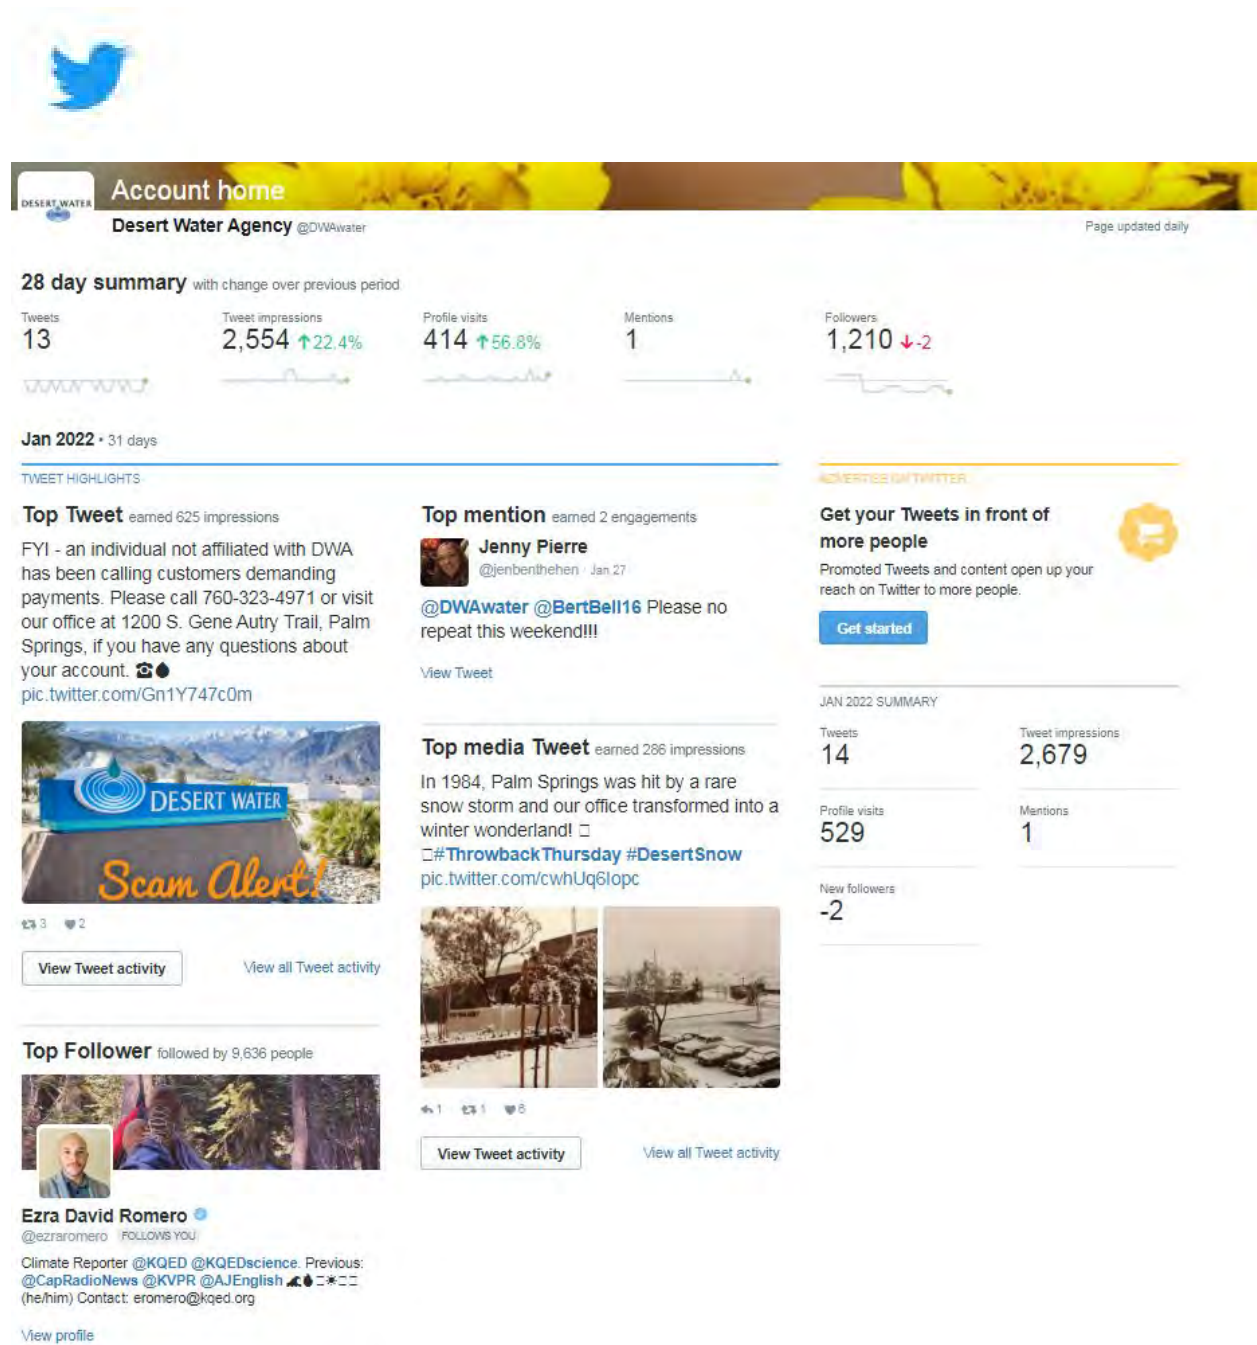 DESERT WATER
Account home
Desert Water Agency @DWAwater
Page updated daily
28 day summary with change over previous period
Tweets
13
Tweet impressions
2,554 ↑22.4%
Profile visits
414 ↑56.8%
Mentions
1
Followers
1,210 ↓-2
Jan 2022 • 31 days
TWEET HIGHLIGHTS
Top Tweet earned 625 impressions
FYI - an individual not affiliated with DWA
has been calling customers demanding
payments. Please call 760-323-4971 or visit
our office at 1200 S. Gene Autry Trail, Palm
Springs, if you have any questions about
your account. ☎💧
pic.twitter.com/Gn1Y747c0m
DESERT WATER
Scam Alert!
3 2
View Tweet activity
View all Tweet activity
Top Follower followed by 9,636 people
Ezra David Romero
@ezraromero FOLLOWS YOU
Climate Reporter @KQED @KQEDscience. Previous:
@CapRadioNews @KVPR @AJEnglish 🌊💧□☀□□
(he/him) Contact: eromero@kqed.org
View profile
Top mention earned 2 engagements
Jenny Pierre
@jenbenthehen · Jan 27
@DWAwater @BertBell16 Please no
repeat this weekend!!!
View Tweet
Top media Tweet earned 286 impressions
In 1984, Palm Springs was hit by a rare
snow storm and our office transformed into a
winter wonderland! □
□#ThrowbackThursday #DesertSnow
pic.twitter.com/cwhUq6Iopc
1 1 6
View Tweet activity
View all Tweet activity
ADVERTISE ON TWITTER
Get your Tweets in front of
more people
Promoted Tweets and content open up your
reach on Twitter to more people.
Get started
JAN 2022 SUMMARY
Tweets
14
Tweet impressions
2,679
Profile visits
529
Mentions
1
New followers
-2